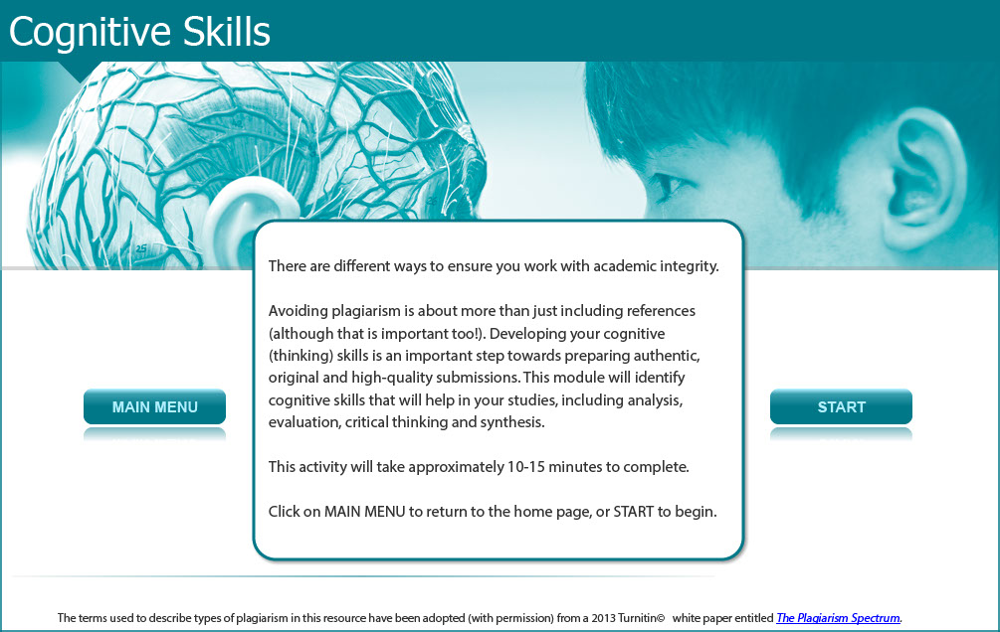 Cognitive Skills
25
There are different ways to ensure you work with academic integrity.
Avoiding plagiarism is about more than just including references
(although that is important too!). Developing your cognitive
(thinking) skills is an important step towards preparing authentic,
original and high-quality submissions. This module will identify
cognitive skills that will help in your studies, including analysis,
evaluation, critical thinking and synthesis.
This activity will take approximately 10-15 minutes to complete.
Click on MAIN MENU to return to the home page, or START to begin.
MAIN MENU
START
The terms used to describe types of plagiarism in this resource have been adopted (with permission) from a 2013 Turnitin© white paper entitled The Plagiarism Spectrum.